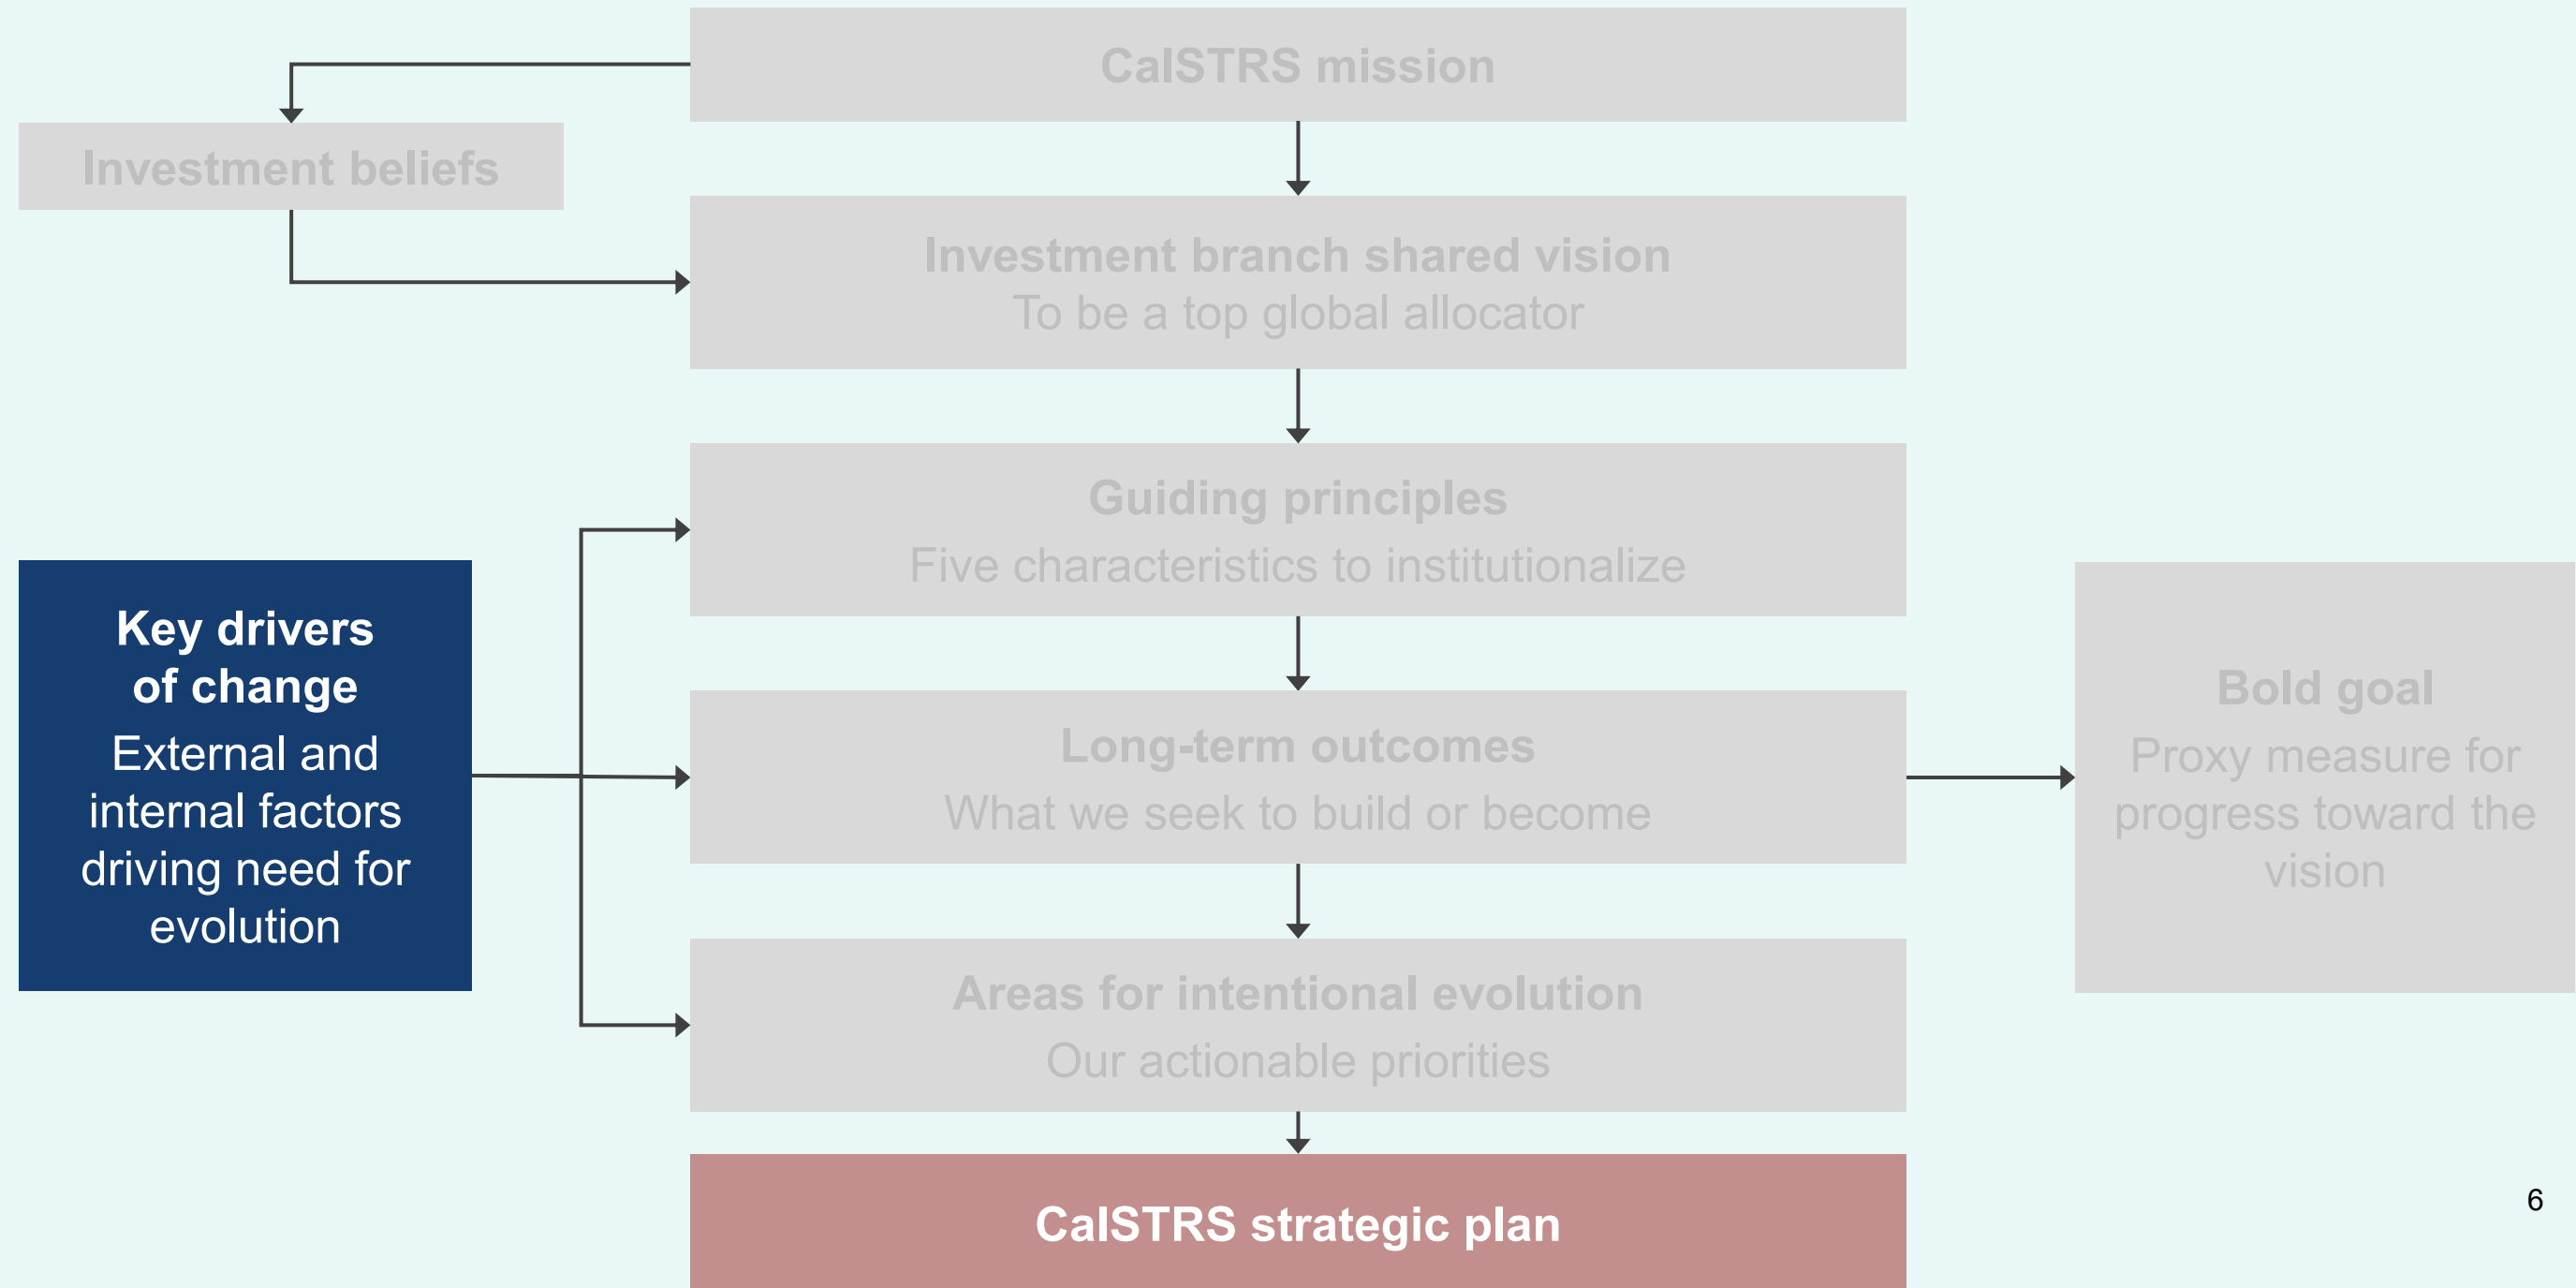 CalSTRS mission
Investment beliefs
Investment branch shared vision
To be a top global allocator
Guiding principles
Five characteristics to institutionalize
Key drivers
of change
External and
internal factors
driving need for
evolution
Long-term outcomes
What we seek to build or become
Bold goal
Proxy measure for
progress toward the
vision
Areas for intentional evolution
Our actionable priorities
CalSTRS strategic plan
6